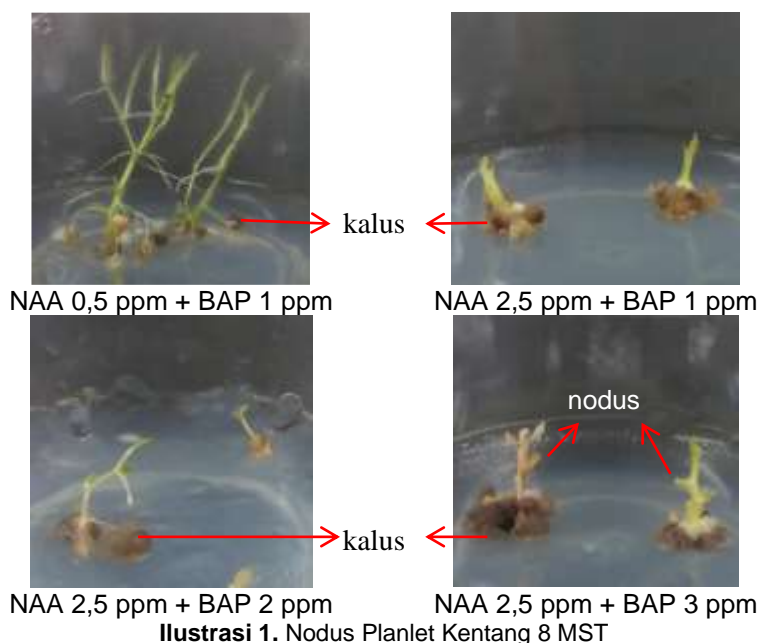 kalus
NAA 0,5 ppm + BAP 1 ppm
NAA 2,5 ppm + BAP 1 ppm
nodus
kalus
NAA 2,5 ppm + BAP 2 ppm
NAA 2,5 ppm + BAP 3 ppm
Ilustrasi 1. Nodus Planlet Kentang 8 MST